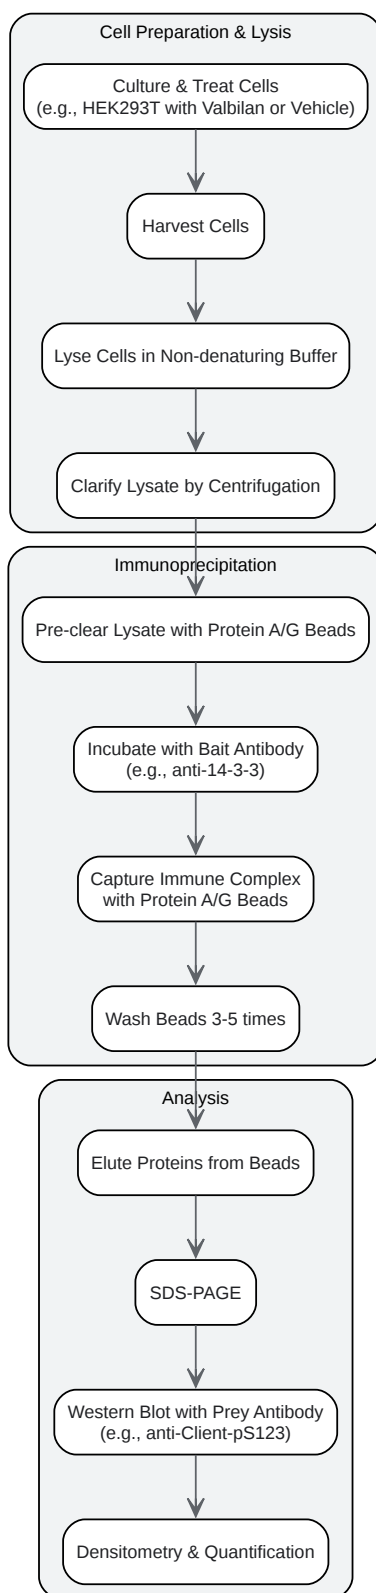 Cell Preparation & Lysis
Culture & Treat Cells
(e.g., HEK293T with Valbilan or Vehicle)
Harvest Cells
Lyse Cells in Non-denaturing Buffer
Clarify Lysate by Centrifugation
Immunoprecipitation
Pre-clear Lysate with Protein A/G Beads
Incubate with Bait Antibody
(e.g., anti-14-3-3)
Capture Immune Complex
with Protein A/G Beads
Wash Beads 3-5 times
Analysis
Elute Proteins from Beads
SDS-PAGE
Western Blot with Prey Antibody
(e.g., anti-Client-pS123)
Densitometry & Quantification